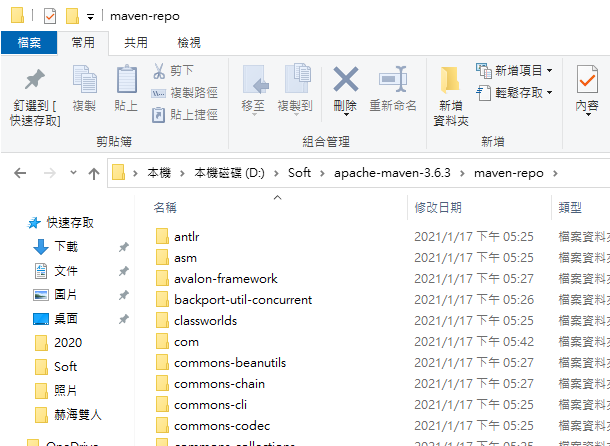 maven-repo
檔案 常用 共用 檢視
釘選到 [快速存取]
複製
貼上
剪下
複製路徑
貼上捷徑
剪貼簿
移至
複製到
刪除
重新命名
組合管理
新增資料夾
新增項目
輕鬆存取
新增
內容
本機 > 本機磁碟 (D:) > Soft > apache-maven-3.6.3 > maven-repo >
名稱 修改日期 類型
快速存取
下載
文件
圖片
桌面
2020
Soft
照片
赫海雙人
OneDrive
antlr 2021/1/17 下午 05:25 檔案資料夾
asm 2021/1/17 下午 05:25 檔案資料夾
avalon-framework 2021/1/17 下午 05:27 檔案資料夾
backport-util-concurrent 2021/1/17 下午 05:26 檔案資料夾
classworlds 2021/1/17 下午 05:25 檔案資料夾
com 2021/1/17 下午 05:42 檔案資料夾
commons-beanutils 2021/1/17 下午 05:27 檔案資料夾
commons-chain 2021/1/17 下午 05:27 檔案資料夾
commons-cli 2021/1/17 下午 05:25 檔案資料夾
commons-codec 2021/1/17 下午 05:25 檔案資料夾
commons-collections